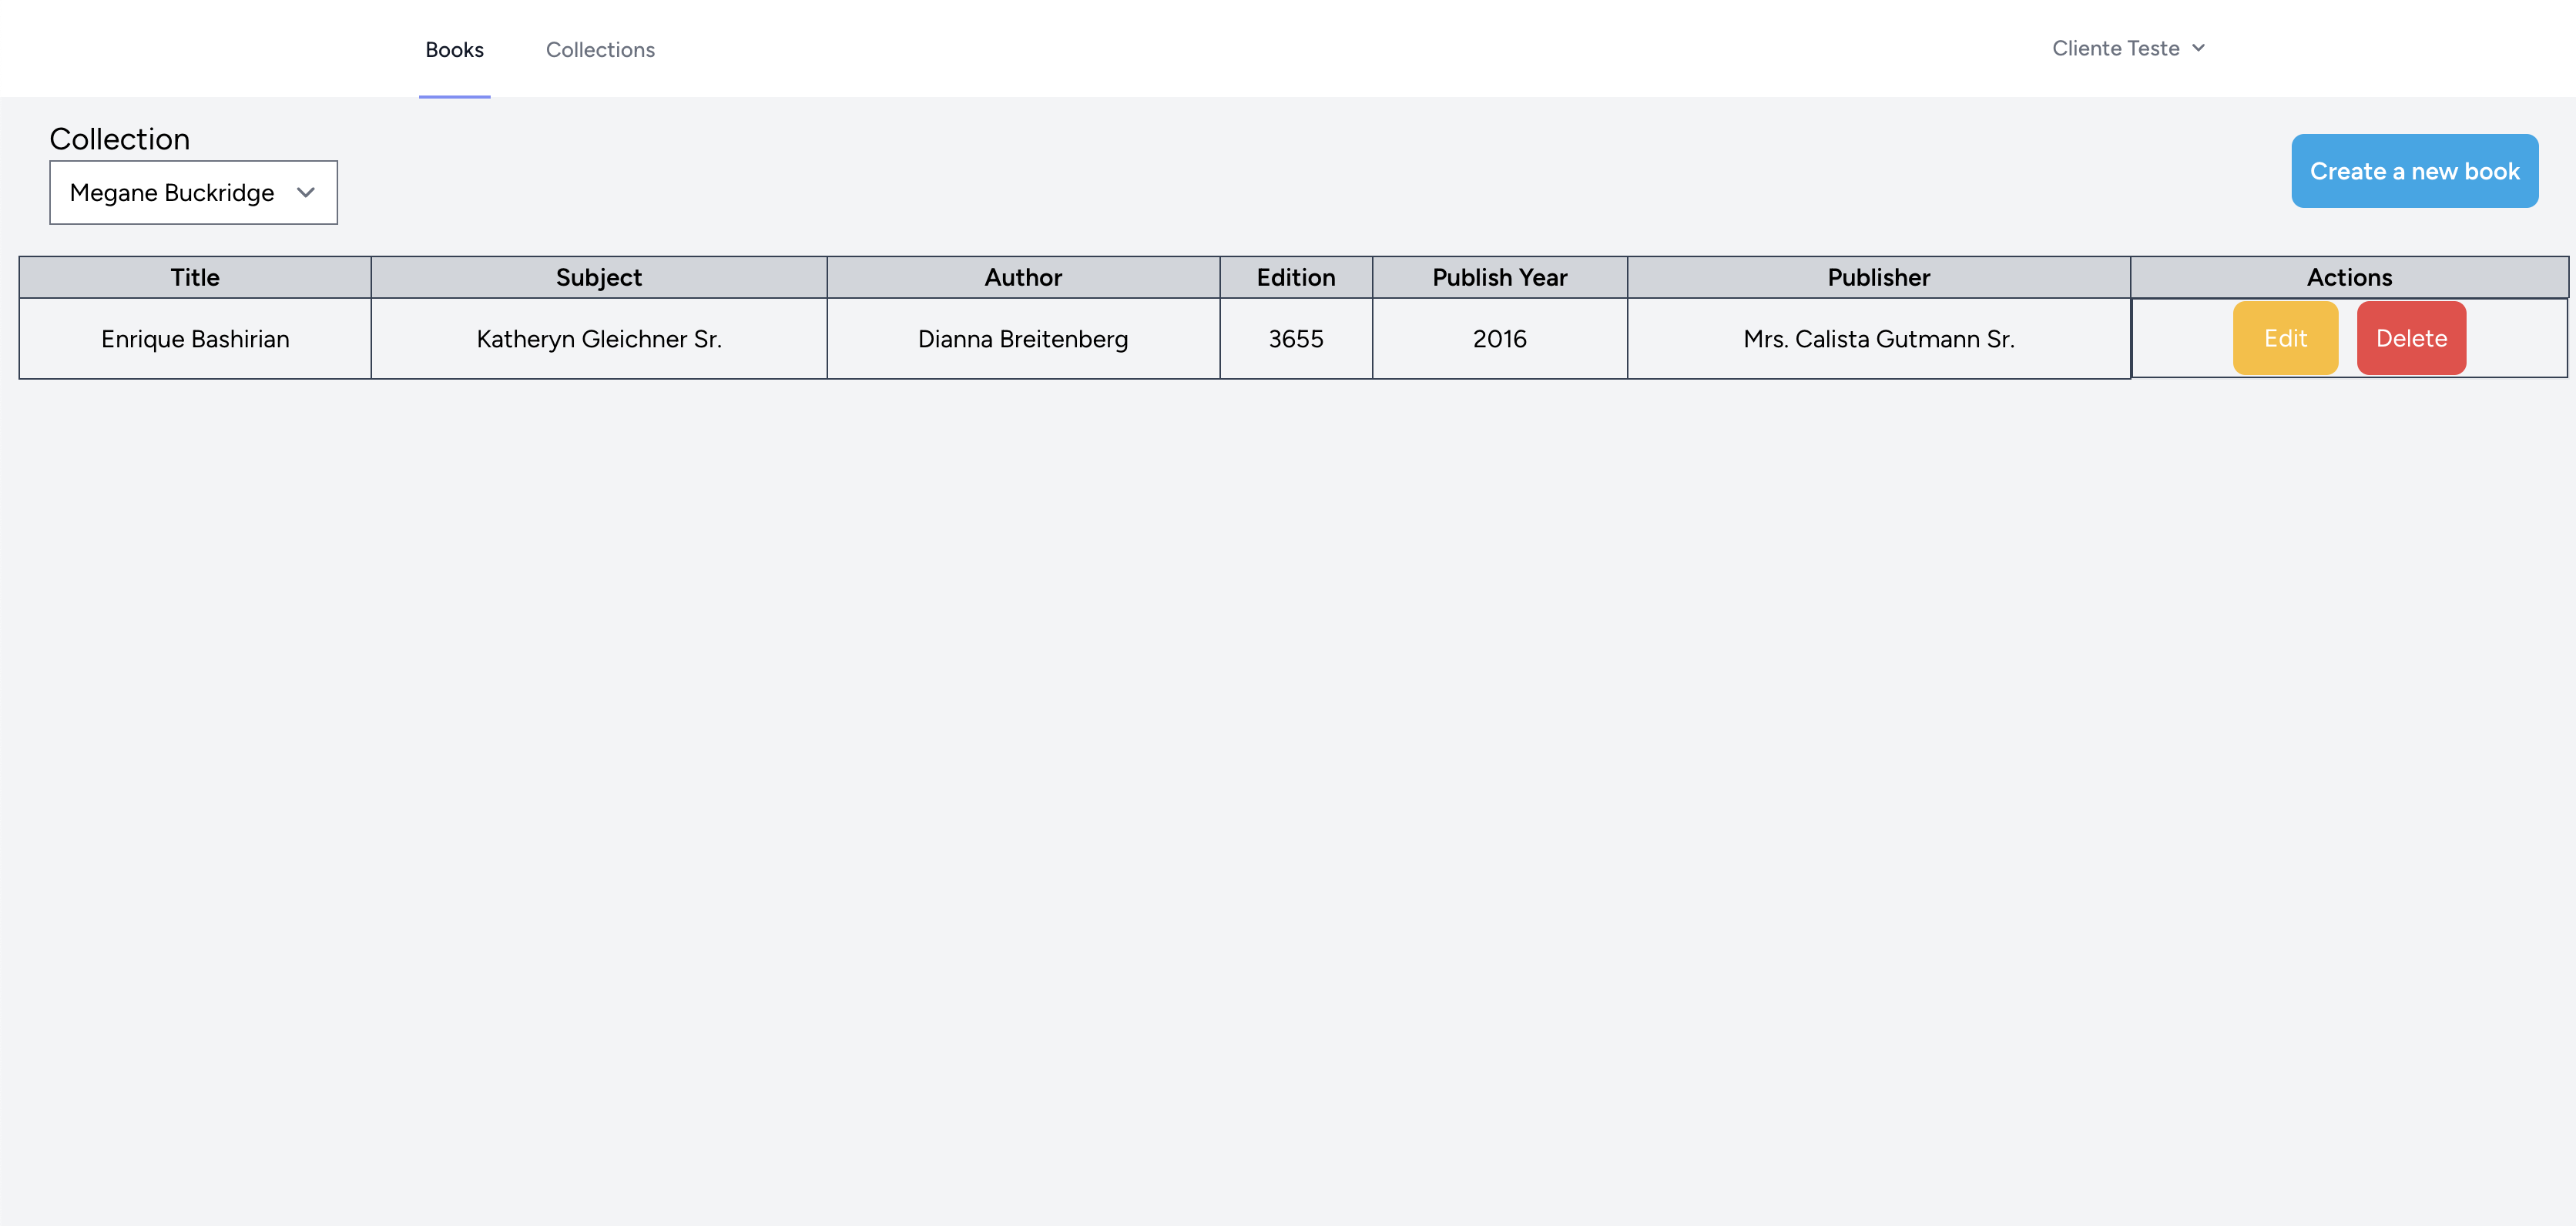 Books Collections Cliente Teste
Collection
Megane Buckridge
Create a new book
Title Subject Author Edition Publish Year Publisher Actions
Enrique Bashirian Katheryn Gleichner Sr. Dianna Breitenberg 3655 2016 Mrs. Calista Gutmann Sr. Edit Delete